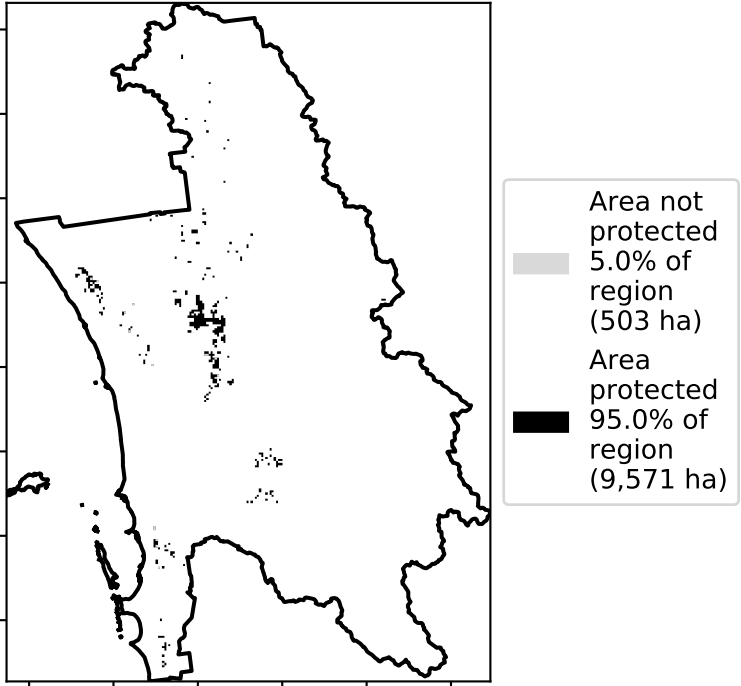 Area not
protected
5.0% of
region
(503 ha)
Area
protected
95.0% of
region
(9,571 ha)